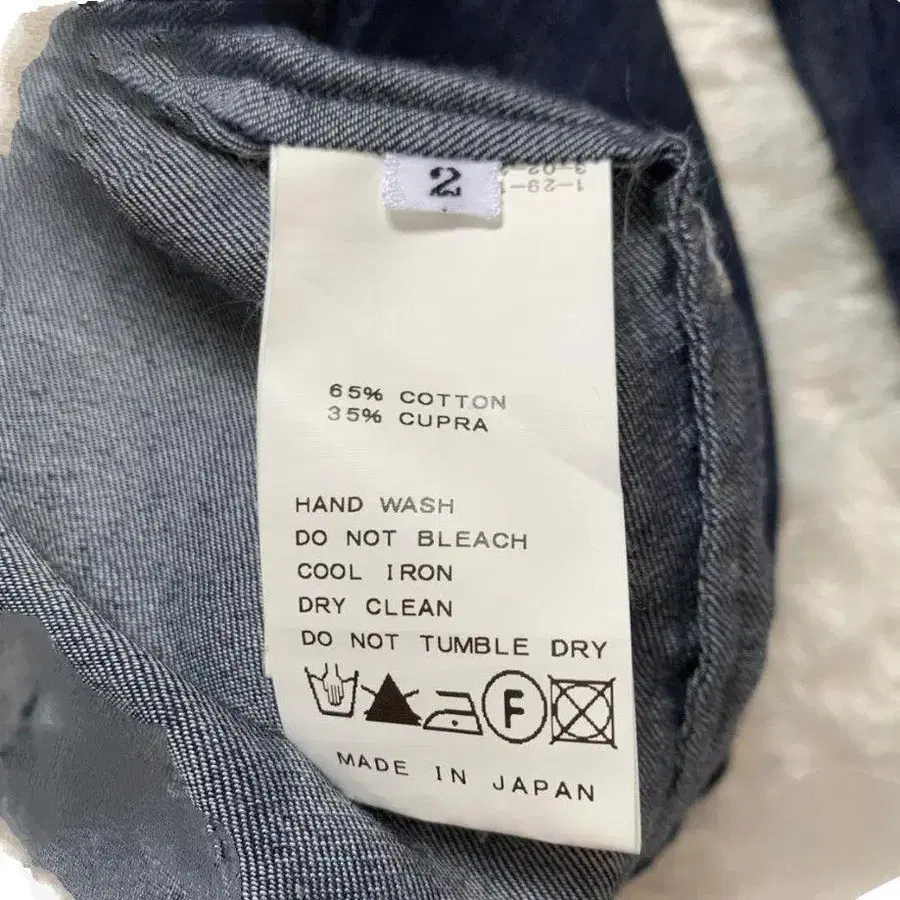 2
65% COTTON
35% CUPRA
HAND WASH
DO NOT BLEACH
COOL IRON
DRY CLEAN
DO NOT TUMBLE DRY
F
MADE IN JAPAN